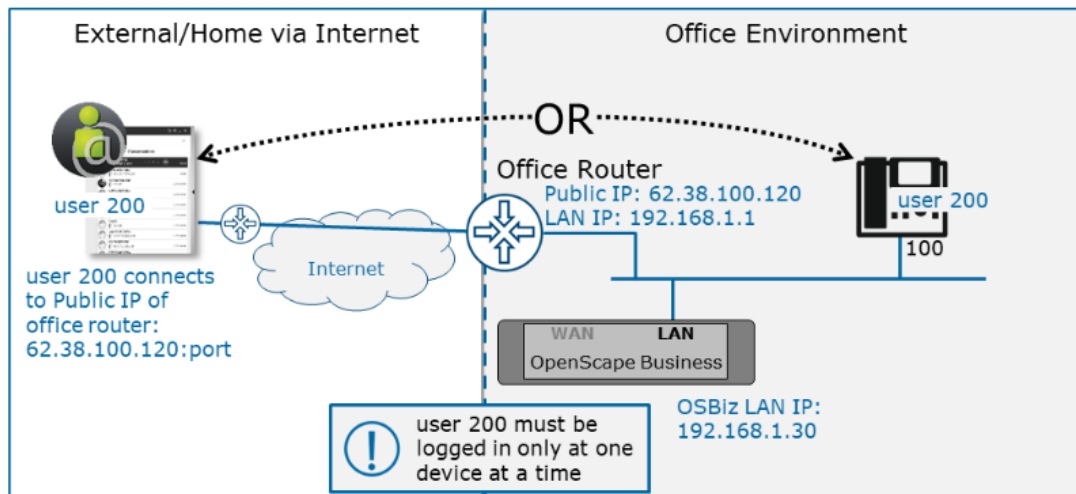 External/Home via Internet
Office Environment
OR
@
user 200
user 200 connects
to Public IP of
office router:
62.38.100.120:port
Internet
Office Router
Public IP: 62.38.100.120
LAN IP: 192.168.1.1
user 200
100
WAN LAN
OpenScape Business
OSBiz LAN IP:
192.168.1.30
! user 200 must be
logged in only at one
device at a time